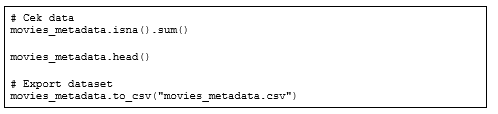 # Cek data
movies_metadata.isna().sum()
movies_metadata.head()
# Export dataset
movies_metadata.to_csv("movies_metadata.csv")